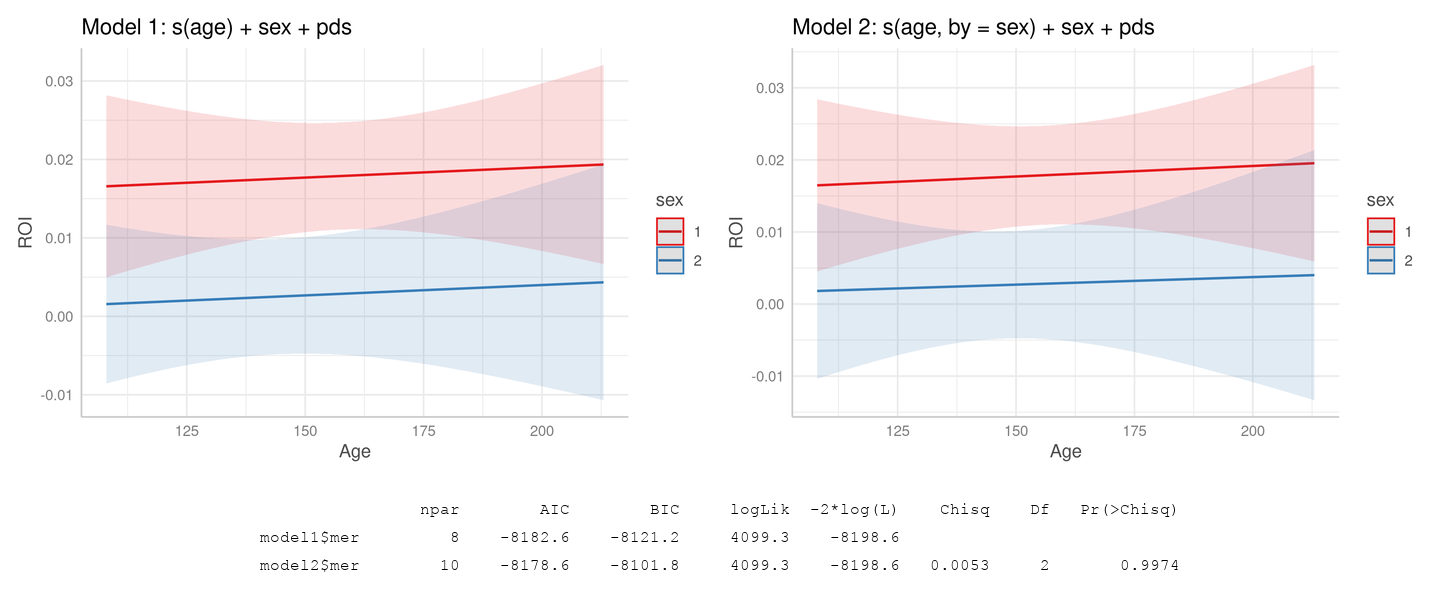 Model 1: s(age) + sex + pds
0.03
0.02
0.01
0.00
-0.01
ROI
125 150 175 200
Age
sex
1
2
Model 2: s(age, by = sex) + sex + pds
0.03
0.02
0.01
0.00
-0.01
ROI
125 150 175 200
Age
sex
1
2
npar AIC BIC logLik -2*log(L) Chisq Df Pr(>Chisq)
model1$mer 8 -8182.6 -8121.2 4099.3 -8198.6
model2$mer 10 -8178.6 -8101.8 4099.3 -8198.6 0.0053 2 0.9974